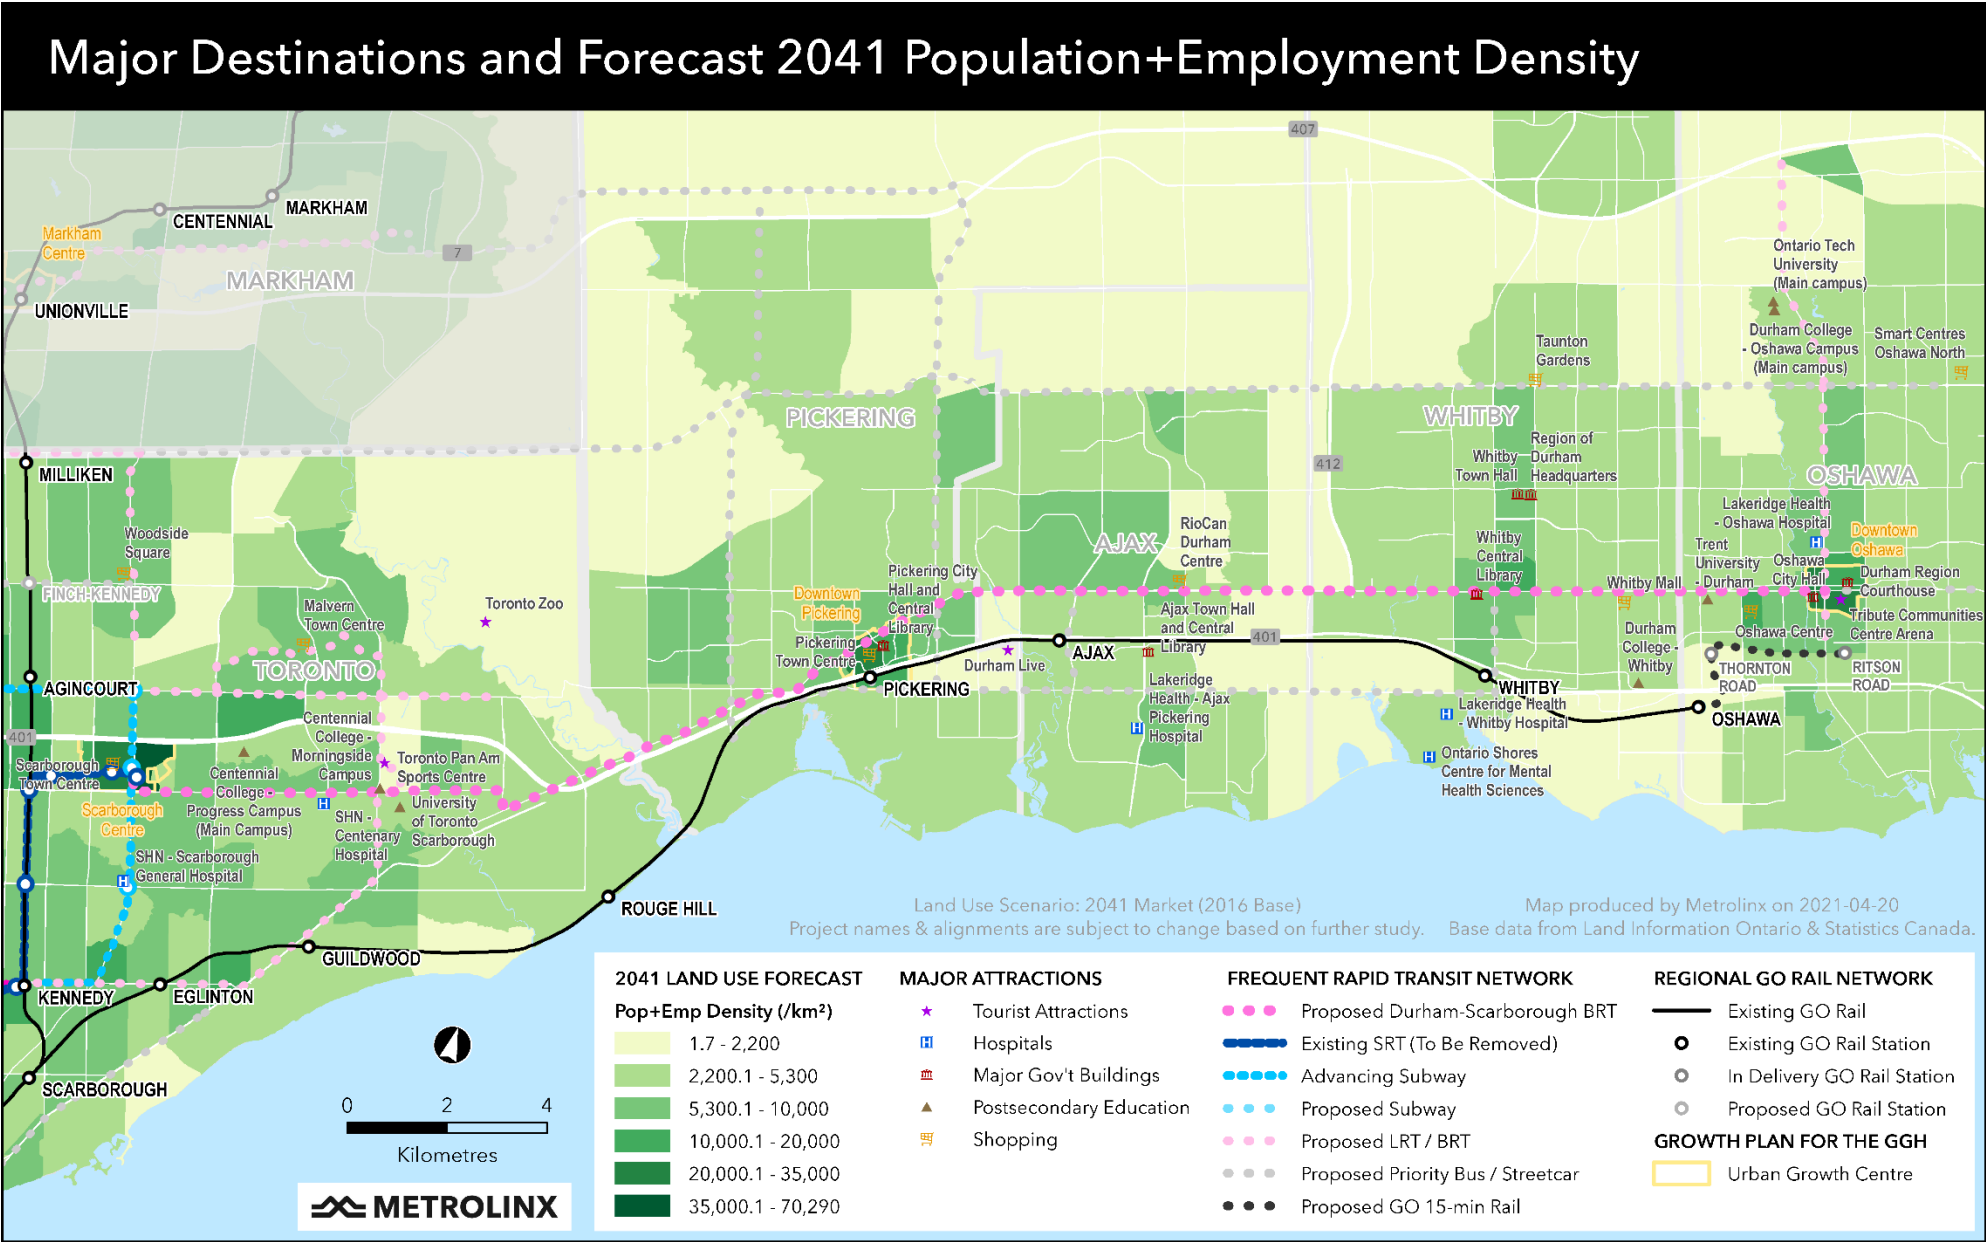 Major Destinations and Forecast 2041 Population+Employment Density
407
MARKHAM
CENTENNIAL
Markham
Centre
7
MARKHAM
UNIONVILLE
Ontario Tech
University
(Main campus)
Durham College
- Oshawa Campus
(Main campus)
Smart Centres
Oshawa North
Taunton
Gardens
PICKERING
WHITBY
Region of
Durham
Headquarters
Whitby
Town Hall
412
OSHAWA
MILLIKEN
Lakeridge Health
- Oshawa Hospital
Downtown
Oshawa
Woodside
Square
RioCan
Durham
Centre
AJAX
Whitby
Central
Library
Trent
University
- Durham
Oshawa
City Hall
Durham Region
Courthouse
Pickering City
Hall and
Central
Library
Downtown
Pickering
Whitby Mall
FINCH-KENNEDY
Malvern
Town Centre
Toronto Zoo
Ajax Town Hall
and Central
Library
Tribute Communities
Centre Arena
Oshawa Centre
Durham
College -
Whitby
401
Pickering
Town Centre
Durham Live
AJAX
TORONTO
THORNTON
ROAD
RITSON
ROAD
AGINCOURT
PICKERING
WHITBY
Lakeridge
Health - Ajax
Pickering
Hospital
Lakeridge Health
- Whitby Hospital
OSHAWA
401
Centennial
College -
Morningside
Campus
Toronto Pan Am
Sports Centre
Scarborough
Town Centre
Centennial
College -
Progress Campus
(Main Campus)
Ontario Shores
Centre for Mental
Health Sciences
Scarborough
Centre
SHN -
Centenary
Hospital
University
of Toronto
Scarborough
SHN - Scarborough
General Hospital
ROUGE HILL
GUILDWOOD
KENNEDY
EGLINTON
SCARBOROUGH
Land Use Scenario: 2041 Market (2016 Base)
Project names & alignments are subject to change based on further study.
Map produced by Metrolinx on 2021-04-20
Base data from Land Information Ontario & Statistics Canada.
0 2 4
Kilometres
METROLINX
2041 LAND USE FORECAST
Pop+Emp Density (/km²)
1.7 - 2,200
2,200.1 - 5,300
5,300.1 - 10,000
10,000.1 - 20,000
20,000.1 - 35,000
35,000.1 - 70,290
MAJOR ATTRACTIONS
Tourist Attractions
Hospitals
Major Gov't Buildings
Postsecondary Education
Shopping
FREQUENT RAPID TRANSIT NETWORK
Proposed Durham-Scarborough BRT
Existing SRT (To Be Removed)
Advancing Subway
Proposed Subway
Proposed LRT / BRT
Proposed Priority Bus / Streetcar
Proposed GO 15-min Rail
REGIONAL GO RAIL NETWORK
Existing GO Rail
Existing GO Rail Station
In Delivery GO Rail Station
Proposed GO Rail Station
GROWTH PLAN FOR THE GGH
Urban Growth Centre